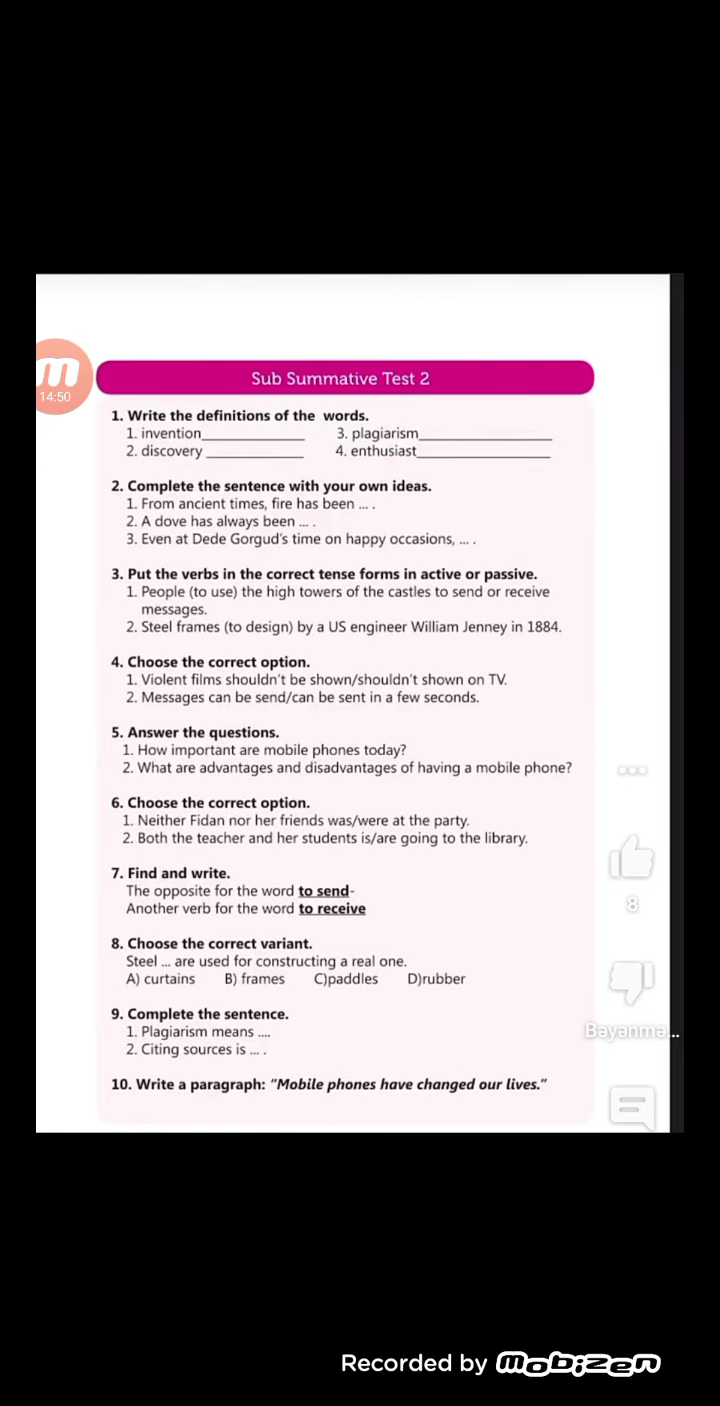 14:50
Sub Summative Test 2
1. Write the definitions of the words.
1. invention____________ 3. plagiarism________________
2. discovery ____________ 4. enthusiast________________
2. Complete the sentence with your own ideas.
1. From ancient times, fire has been ... .
2. A dove has always been ... .
3. Even at Dede Gorgud's time on happy occasions, ... .
3. Put the verbs in the correct tense forms in active or passive.
1. People (to use) the high towers of the castles to send or receive
messages.
2. Steel frames (to design) by a US engineer William Jenney in 1884.
4. Choose the correct option.
1. Violent films shouldn't be shown/shouldn't shown on TV.
2. Messages can be send/can be sent in a few seconds.
5. Answer the questions.
1. How important are mobile phones today?
2. What are advantages and disadvantages of having a mobile phone?
6. Choose the correct option.
1. Neither Fidan nor her friends was/were at the party.
2. Both the teacher and her students is/are going to the library.
7. Find and write.
The opposite for the word to send-
Another verb for the word to receive
8
8. Choose the correct variant.
Steel ... are used for constructing a real one.
A) curtains B) frames C)paddles D)rubber
9. Complete the sentence.
1. Plagiarism means ....
Bəyənmə...
2. Citing sources is ... .
10. Write a paragraph: "Mobile phones have changed our lives."
Recorded by mobizen